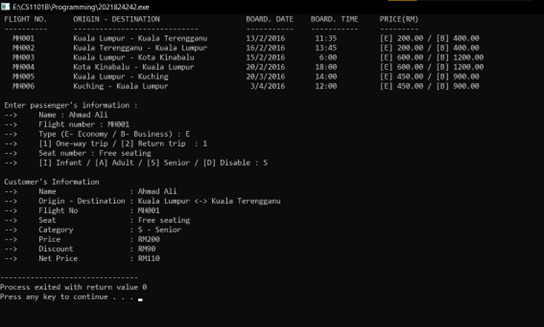 E:\CS1101B\Programming\2021824242.exe
FLIGHT NO. ORIGIN - DESTINATION BOARD. DATE BOARD. TIME PRICE(RM)
---------- -------------------- ----------- ----------- ---------
MH001 Kuala Lumpur - Kuala Terengganu 13/2/2016 11:35 [E] 200.00 / [B] 400.00
MH002 Kuala Terengganu - Kuala Lumpur 16/2/2016 13:45 [E] 200.00 / [B] 400.00
MH003 Kuala Lumpur - Kota Kinabalu 15/2/2016 6:00 [E] 600.00 / [B] 1200.00
MH004 Kota Kinabalu - Kuala Lumpur 20/2/2016 18:00 [E] 600.00 / [B] 1200.00
MH005 Kuala Lumpur - Kuching 20/3/2016 14:00 [E] 450.00 / [B] 900.00
MH006 Kuching - Kuala Lumpur 3/4/2016 12:00 [E] 450.00 / [B] 900.00
Enter passenger's information :
--> Name : Ahmad Ali
--> Flight number : MH001
--> Type (E- Economy / B- Business) : E
--> [1] One-way trip / [2] Return trip : 1
--> Seat number : Free seating
--> [I] Infant / [A] Adult / [S] Senior / [D] Disable : S
Customer's Information
--> Name : Ahmad Ali
--> Origin - Destination : Kuala Lumpur <-> Kuala Terengganu
--> Flight No : MH001
--> Seat : Free seating
--> Category : S - Senior
--> Price : RM200
--> Discount : RM90
--> Net Price : RM110
--------------------------------
Process exited with return value 0
Press any key to continue . . .